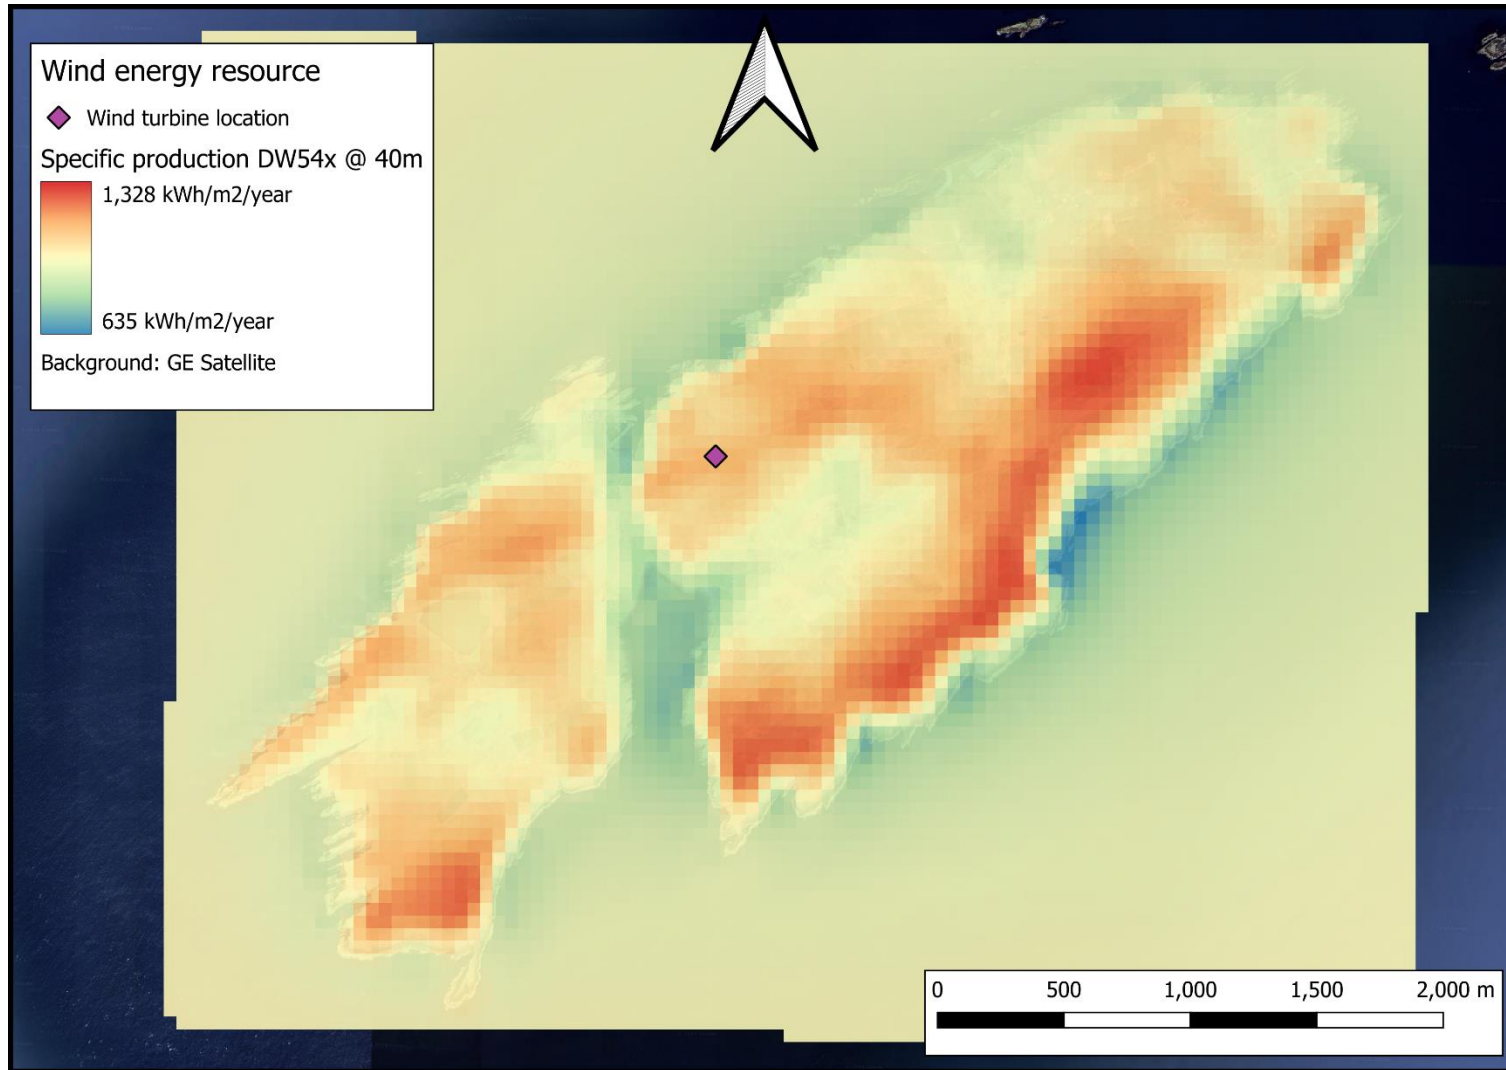 Wind energy resource
Wind turbine location
Specific production DW54x @ 40m
1,328 kWh/m2/year
635 kWh/m2/year
Background: GE Satellite
0 500 1,000 1,500 2,000 m